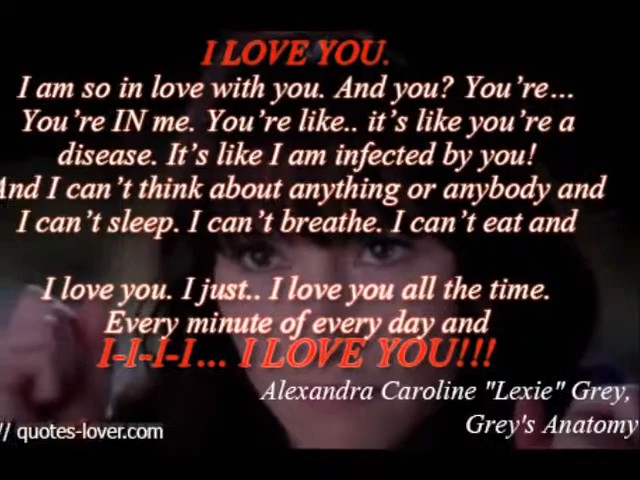 I LOVE YOU.
I am so in love with you. And you? You're...
You're IN me. You're like.. it's like you're a
disease. It's like I am infected by you!
And I can't think about anything or anybody and
I can't sleep. I can't breathe. I can't eat and
I love you. I just.. I love you all the time.
Every minute of every day and
I-I-I-I... I LOVE YOU!!!
Alexandra Caroline "Lexie" Grey,
Grey's Anatomy
// quotes-lover.com